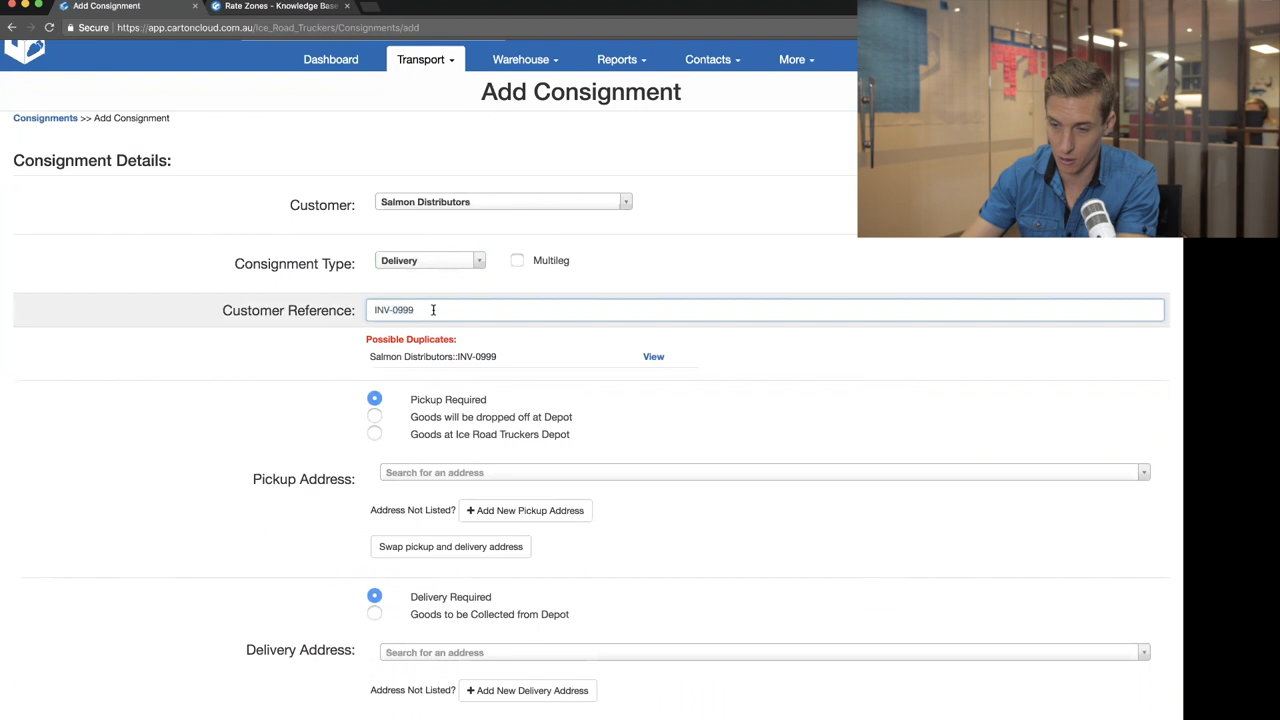 Add Consignment
Rate Zones - Knowledge Base
Secure https://app.cartoncloud.com.au/Ice_Road_Truckers/Consignments/add
Dashboard Transport Warehouse Reports Contacts More
Add Consignment
Consignments >> Add Consignment
Consignment Details:
Customer: Salmon Distributors
Consignment Type: Delivery Multileg
Customer Reference: INV-0999
Possible Duplicates:
Salmon Distributors::INV-0999 View
Pickup Required
Goods will be dropped off at Depot
Goods at Ice Road Truckers Depot
Pickup Address: Search for an address
Address Not Listed? + Add New Pickup Address
Swap pickup and delivery address
Delivery Required
Goods to be Collected from Depot
Delivery Address: Search for an address
Address Not Listed? + Add New Delivery Address